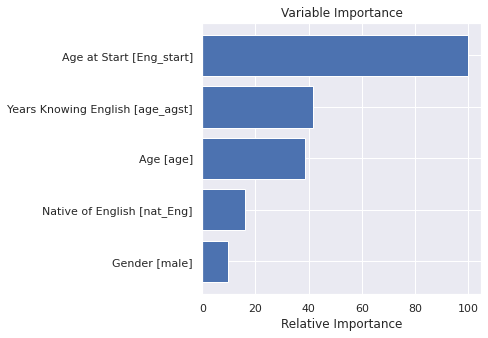 Variable Importance
Age at Start [Eng_start]
Years Knowing English [age_agst]
Age [age]
Native of English [nat_Eng]
Gender [male]
0 20 40 60 80 100
Relative Importance